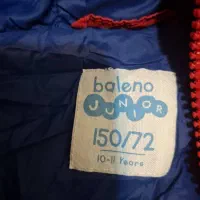 baleno
JUNIOR
150/72
10-11 Years